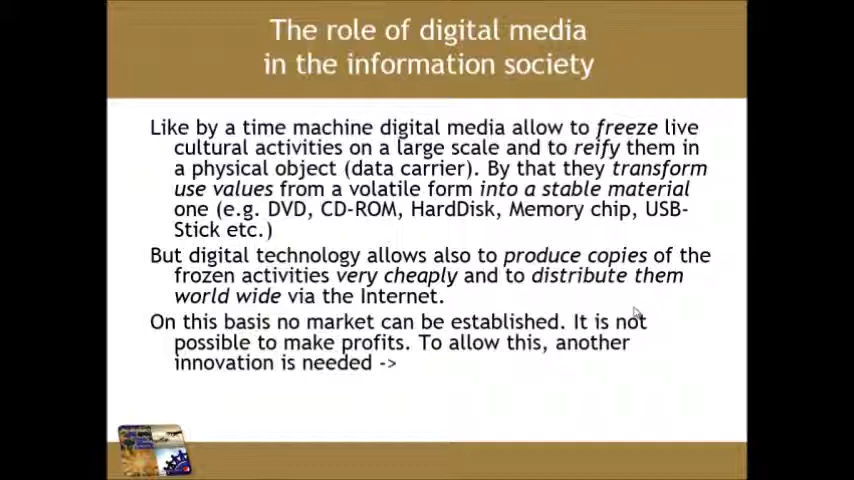 The role of digital media
in the information society
Like by a time machine digital media allow to freeze live
cultural activities on a large scale and to reify them in
a physical object (data carrier). By that they transform
use values from a volatile form into a stable material
one (e.g. DVD, CD-ROM, HardDisk, Memory chip, USB-
Stick etc.)
But digital technology allows also to produce copies of the
frozen activities very cheaply and to distribute them
world wide via the Internet.
On this basis no market can be established. It is not
possible to make profits. To allow this, another
innovation is needed ->